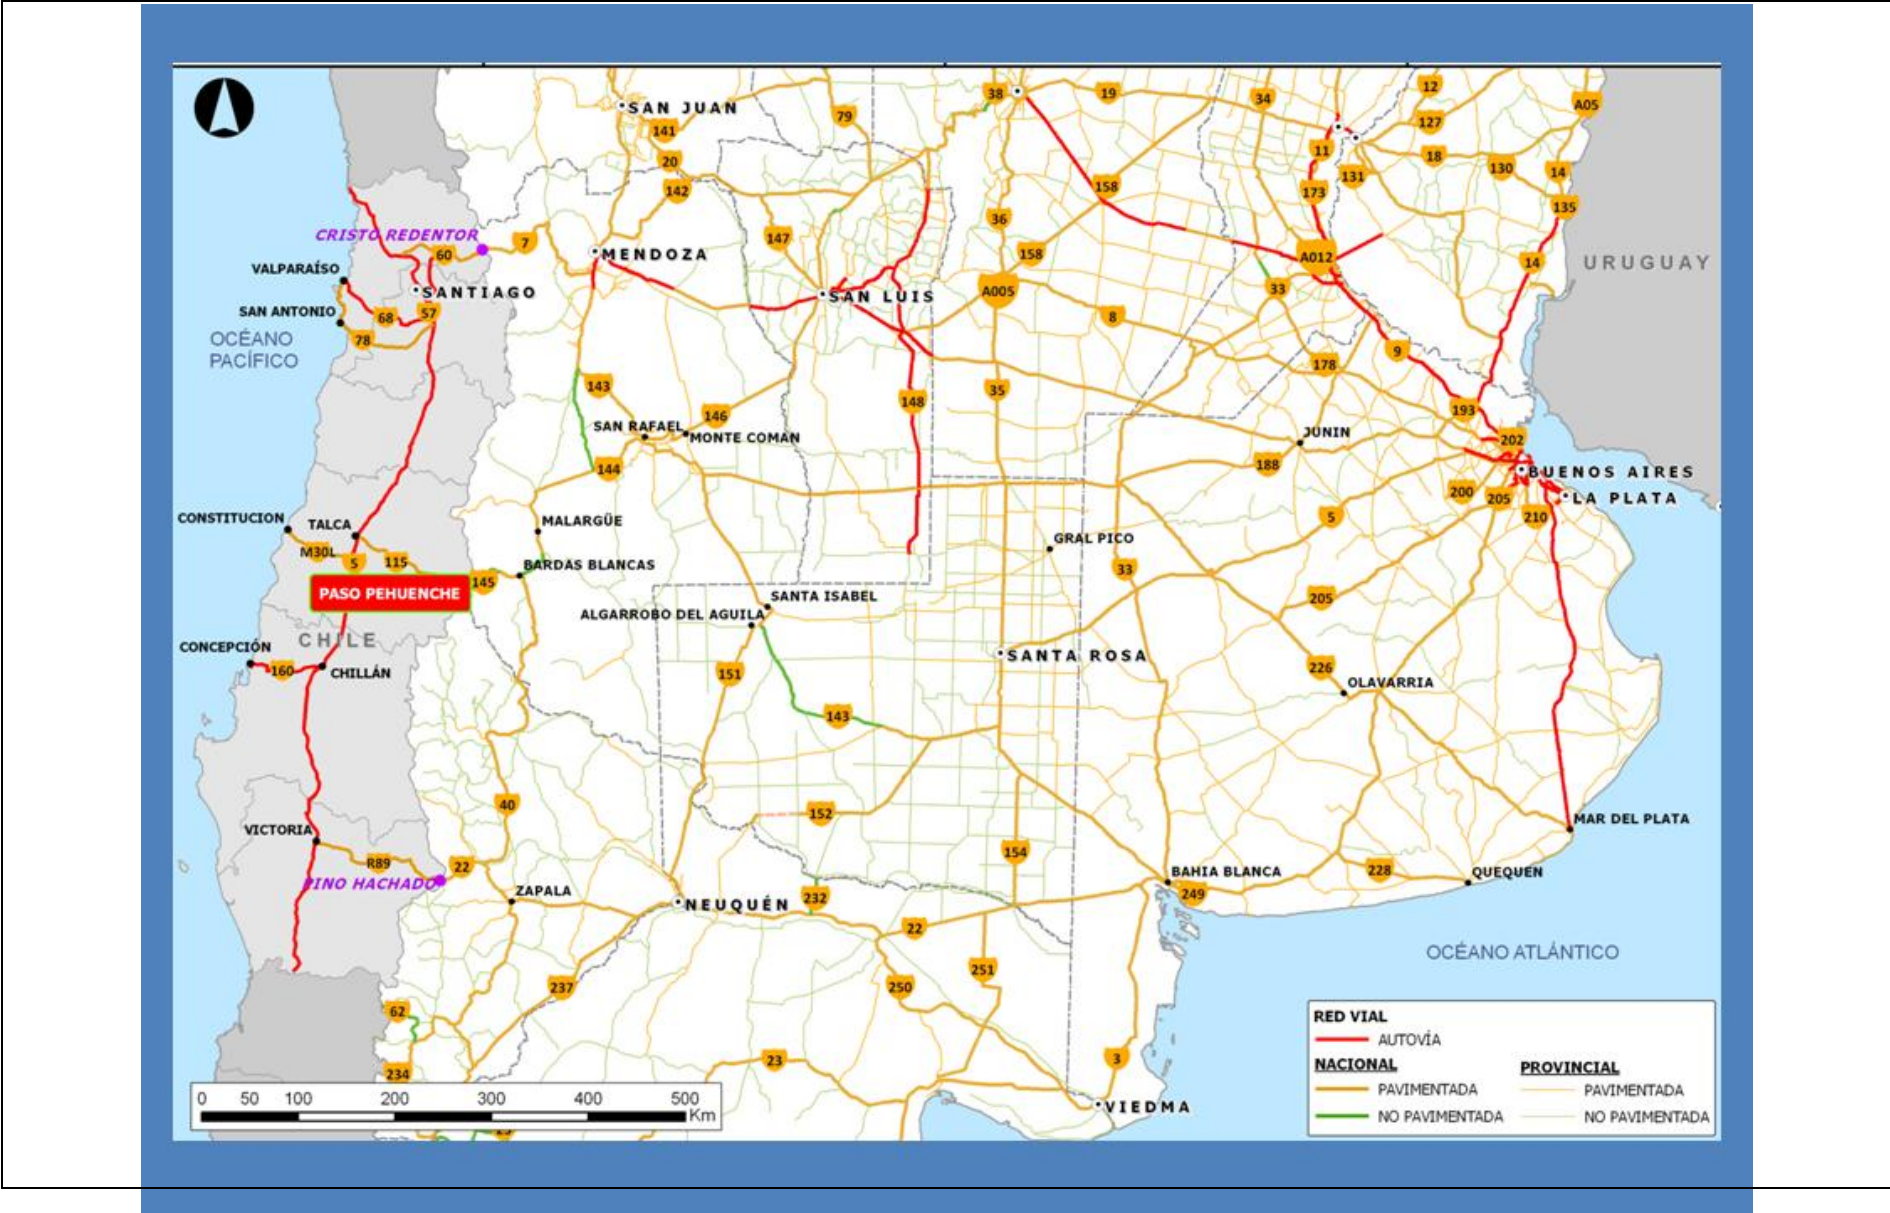 SAN JUAN
38
19
34
12
A05
79
127
141
20
11
18
142
131
130
14
158
173
135
36
CRISTO REDENTOR
7
147
60
MENDOZA
158
A012
14
URUGUAY
VALPARAÍSO
SANTIAGO
SAN LUIS
A005
33
SAN ANTONIO
68
57
8
OCÉANO
PACÍFICO
78
9
178
143
35
148
193
146
SAN RAFAEL
MONTE COMAN
JUNIN
202
144
188
BUENOS AIRES
200
205
LA PLATA
CONSTITUCION
TALCA
MALARGÜE
5
210
M30L
5
115
GRAL PICO
145
BARDAS BLANCAS
33
PASO PEHUENCHE
SANTA ISABEL
205
ALGARROBO DEL AGUILA
CHILE
CONCEPCIÓN
SANTA ROSA
160
CHILLÁN
151
226
OLAVARRIA
143
40
152
MAR DEL PLATA
VICTORIA
154
R89
22
PINO HACHADO
ZAPALA
BAHIA BLANCA
228
QUEQUEN
NEUQUÉN
232
249
22
OCÉANO ATLÁNTICO
251
237
250
62
3
23
234
VIEDMA
0 50 100 200 300 400 500
Km
RED VIAL
AUTOVÍA
NACIONAL PROVINCIAL
PAVIMENTADA PAVIMENTADA
NO PAVIMENTADA NO PAVIMENTADA